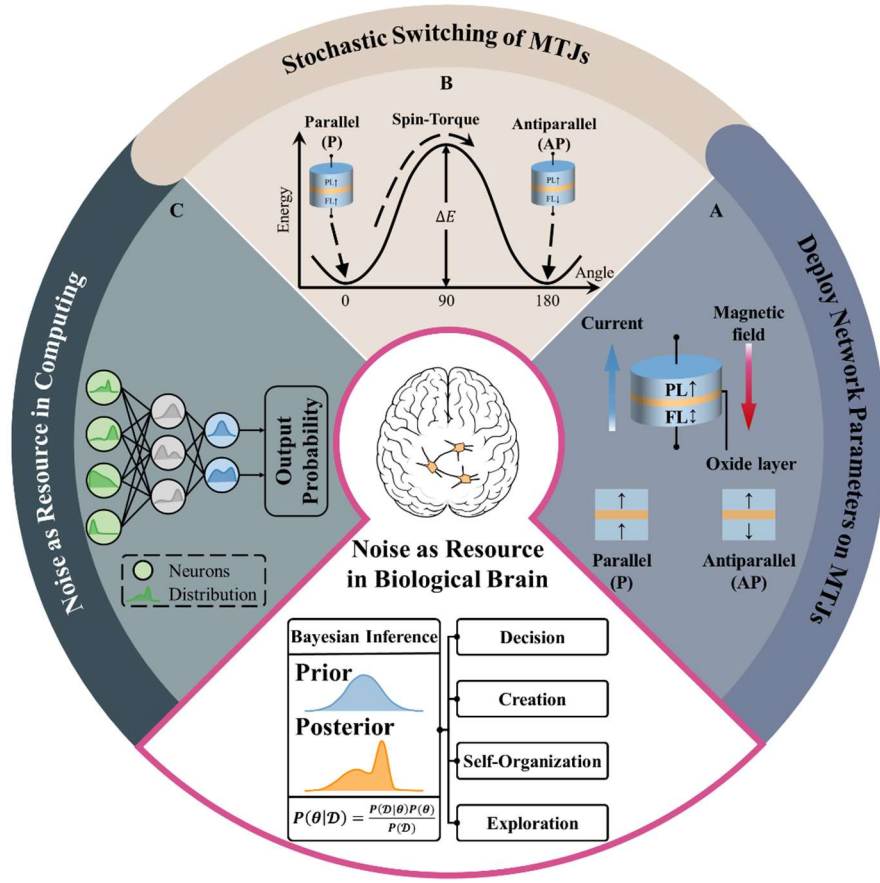 Stochastic Switching of MTJs
B
Parallel
(P)
Spin-Torque
Antiparallel
(AP)
PL↑
FL↑
PL↑
FL↓
Energy
ΔE
Angle
0
90
180
Deploy Network Parameters on MTJs
A
Current
Magnetic
field
PL↑
FL↕
Oxide layer
↑
↑
↑
↓
Parallel
(P)
Antiparallel
(AP)
Noise as Resource in Computing
C
Output
Probability
Neurons
Distribution
Noise as Resource
in Biological Brain
Bayesian Inference
Prior
Posterior
P(θ|D) = P(D|θ)P(θ) / P(D)
Decision
Creation
Self-Organization
Exploration